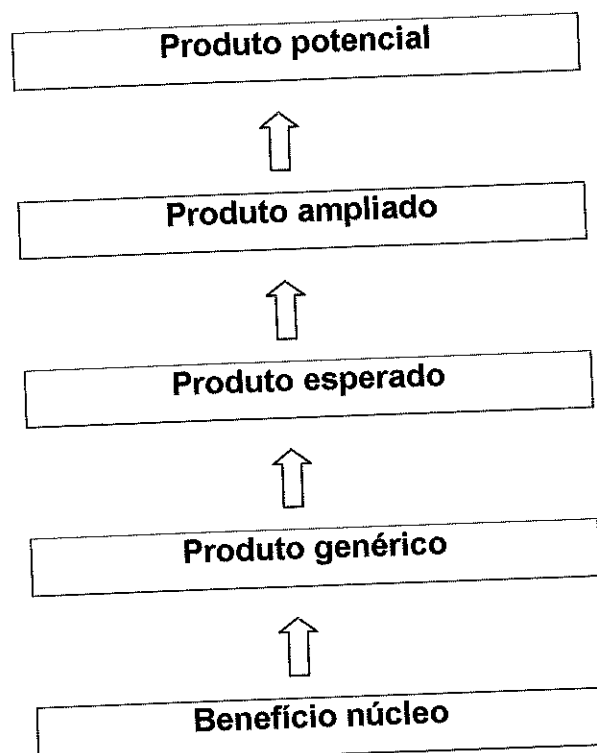 Produto potencial
Produto ampliado
Produto esperado
Produto genérico
Benefício núcleo